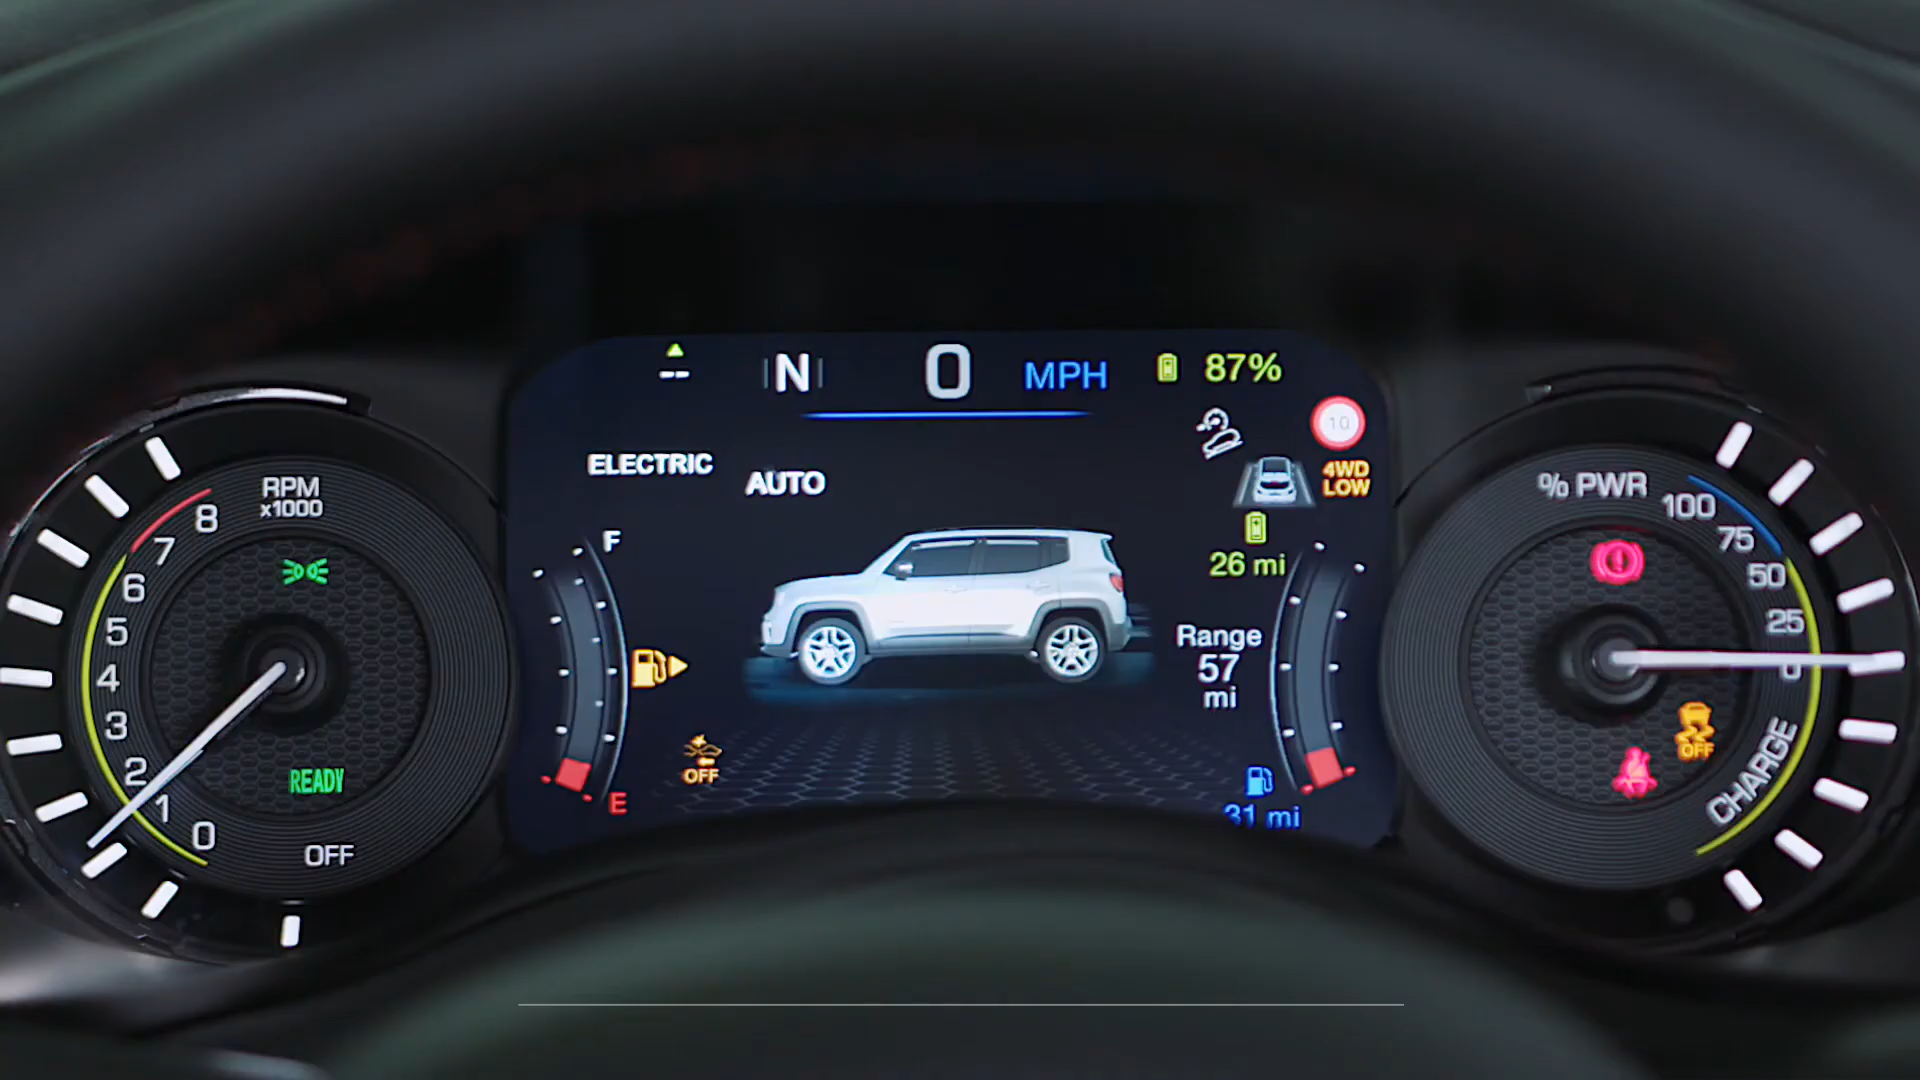 RPM
x1000
8
7
6
5
4
3
2
1
0
READY
OFF
--
N
0
MPH
87%
10
ELECTRIC
AUTO
4WD
LOW
F
26 mi
Range
57
mi
OFF
E
31 mi
% PWR
100
75
50
25
0
OFF
CHARGE